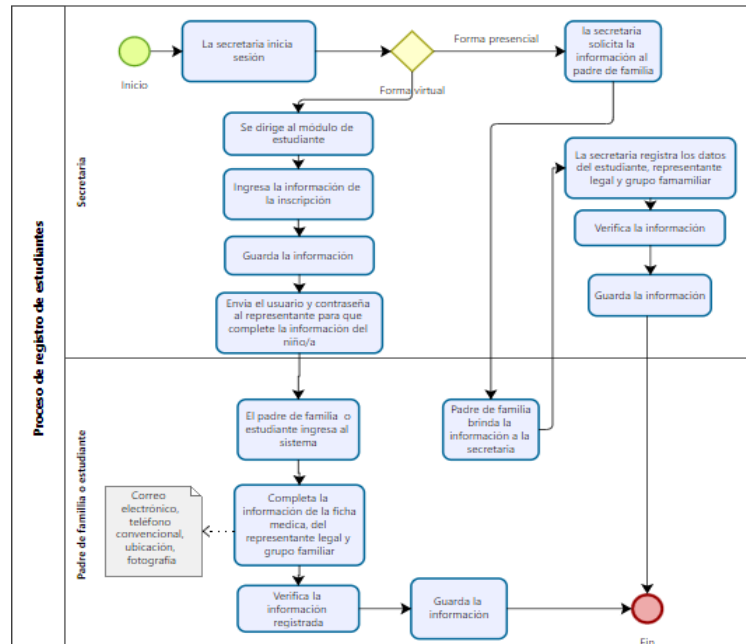 Proceso de registro de estudiantes
Secretaria
Inicio
La secretaria inicia
sesión
Forma presencial
la secretaria
solicita la
información al
padre de familia
Forma virtual
Se dirige al módulo de
estudiante
Ingresa la información de
la inscripción
Guarda la información
Envía el usuario y contraseña
al representante para que
complete la información del
niño/a
La secretaria registra los datos
del estudiante, representante
legal y grupo famamiliar
Verifica la información
Guarda la información
Padre de famillia o estudiante
El padre de familia o
estudiante ingresa al
sistema
Padre de familia
brinda la
información a la
secretaria
Correo
electrónico,
teléfono
convencional,
ubicación,
fotografía
Completa la
información de la ficha
medica, del
representante legal y
grupo familiar
Verifica la
información
registrada
Guarda la
información
Fin